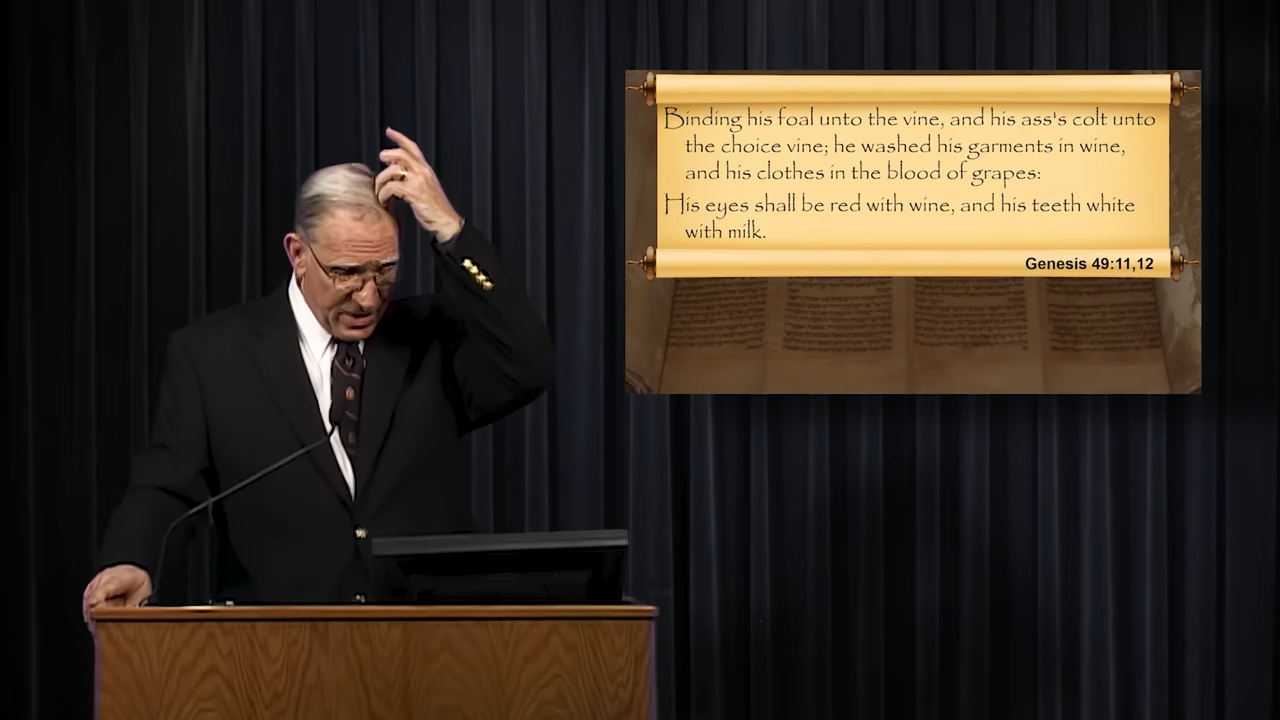 Binding his foal unto the vine, and his ass's colt unto
the choice vine; he washed his garments in wine,
and his clothes in the blood of grapes:
His eyes shall be red with wine, and his teeth white
with milk.
Genesis 49:11,12